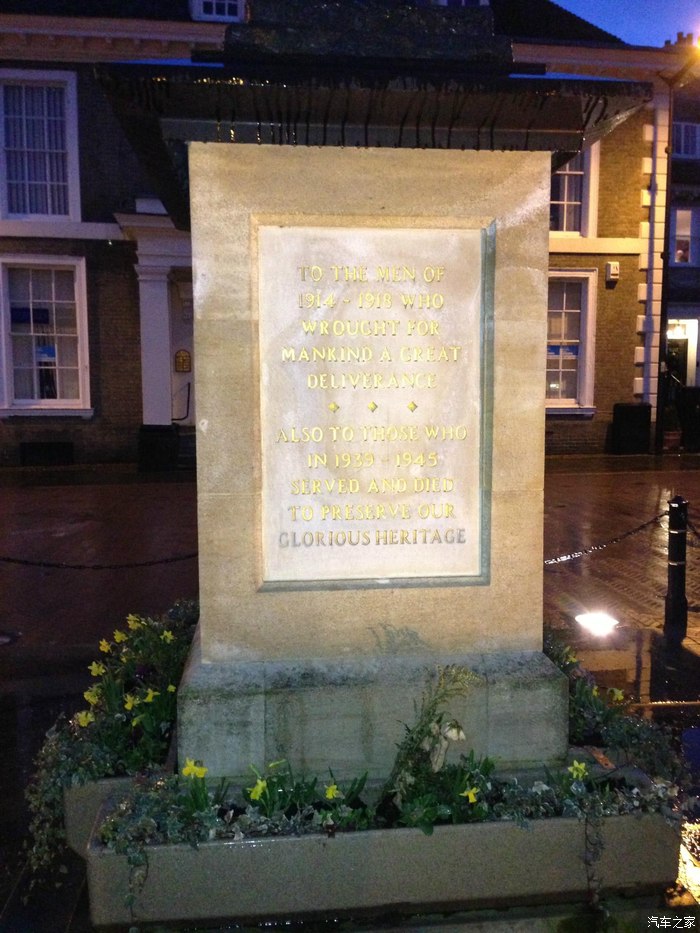 TO THE MEN OF
1914 - 1918 WHO
WROUGHT FOR
MANKIND A GREAT
DELIVERANCE
ALSO TO THOSE WHO
IN 1939 - 1945
SERVED AND DIED
TO PRESERVE OUR
GLORIOUS HERITAGE
汽车之家